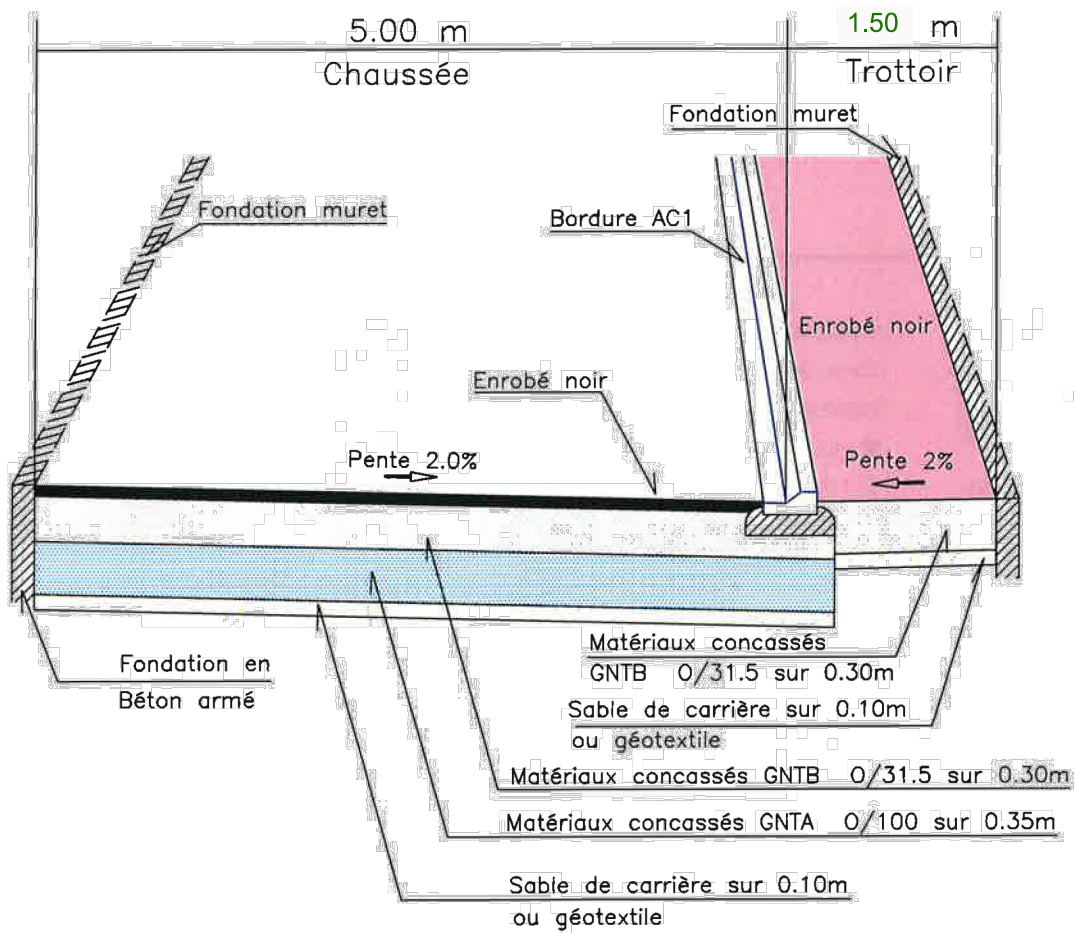 5.00 m
1.50 m
Chaussée
Trottoir
Fondation muret
Fondation muret
Bordure AC1
Enrobé noir
Enrobé noir
Pente 2.0%
Pente 2%
Matériaux concassés
GNTB 0/31.5 sur 0.30m
Fondation en
Béton armé
Sable de carrière sur 0.10m
ou géotextile
Matériaux concassés GNTB 0/31.5 sur 0.30m
Matériaux concassés GNTA 0/100 sur 0.35m
Sable de carrière sur 0.10m
ou géotextile